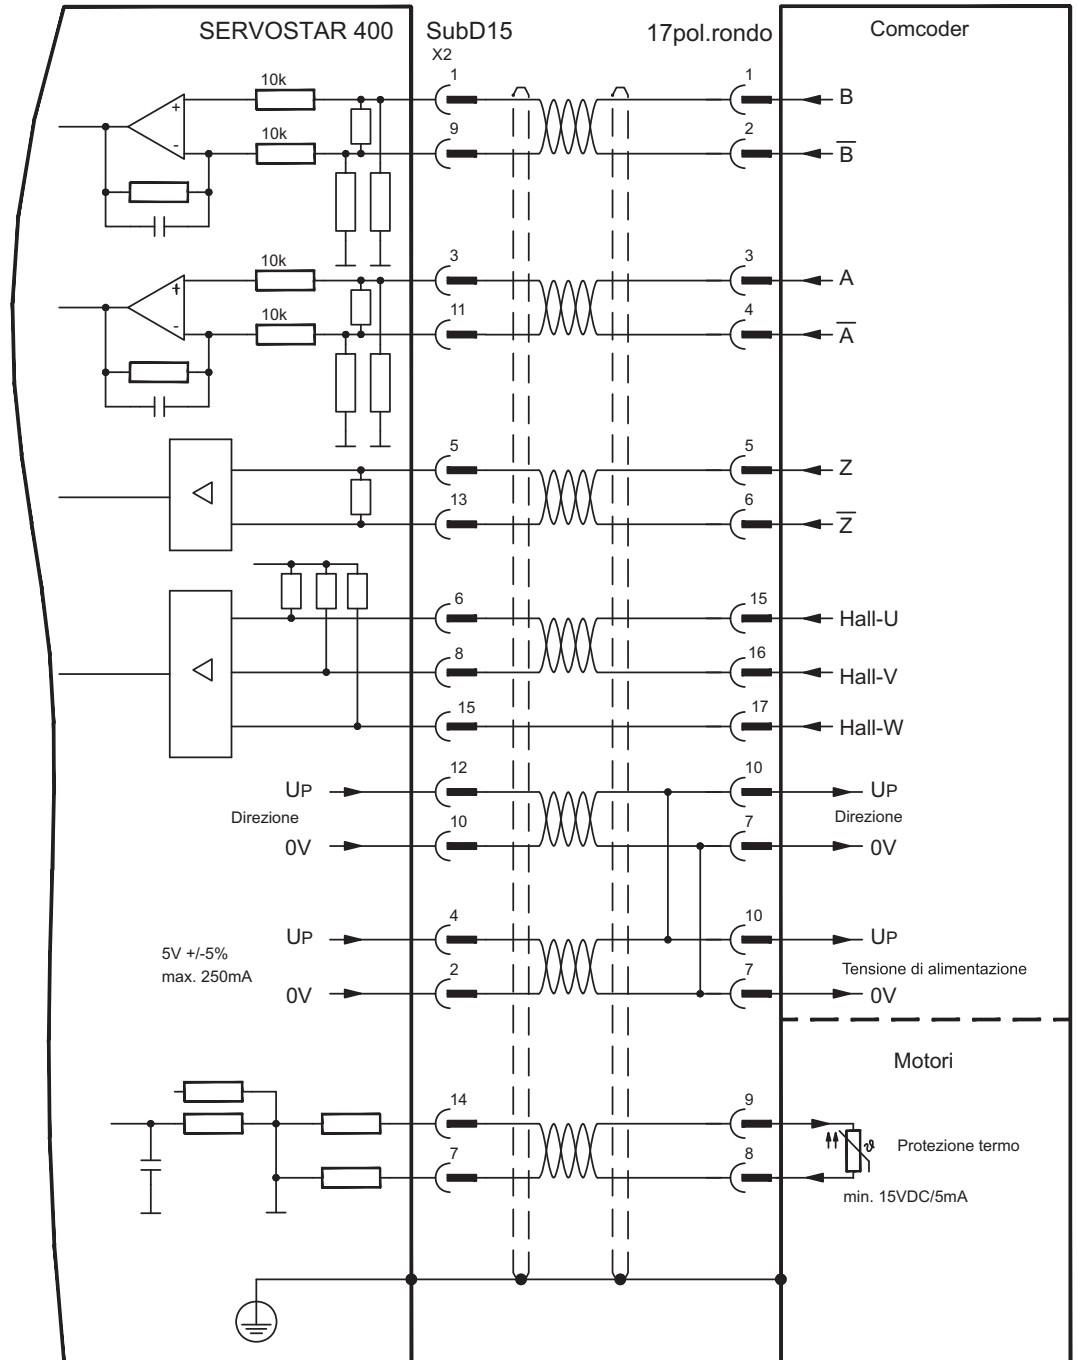 SERVOSTAR 400 SubD15 17pol.rondo Comcoder
X2
10k 1 1 B
+
10k 9 2 B̅
-
10k 3 3 A
+
10k 11 4 A̅
-
5 5 Z
13 6 Z̅
6 15 Hall-U
8 16 Hall-V
15 17 Hall-W
12 10
UP UP
Direzione Direzione
10 7
0V 0V
4 10
UP UP
5V +/-5%
max. 250mA
2 7 Tensione di alimentazione
0V 0V
Motori
14 9
ϑ Protezione termo
7 8
min. 15VDC/5mA